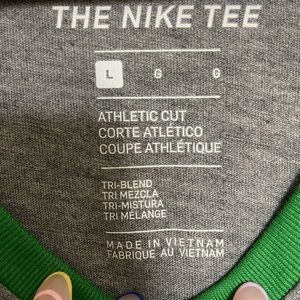 THE NIKE TEE
L G G
ATHLETIC CUT
CORTE ATLÉTICO
COUPE ATHLÉTIQUE
TRI-BLEND
TRI MEZCLA
TRI-MISTURA
TRI MÉLANGE
MADE IN VIETNAM
FABRIQUE AU VIETNAM